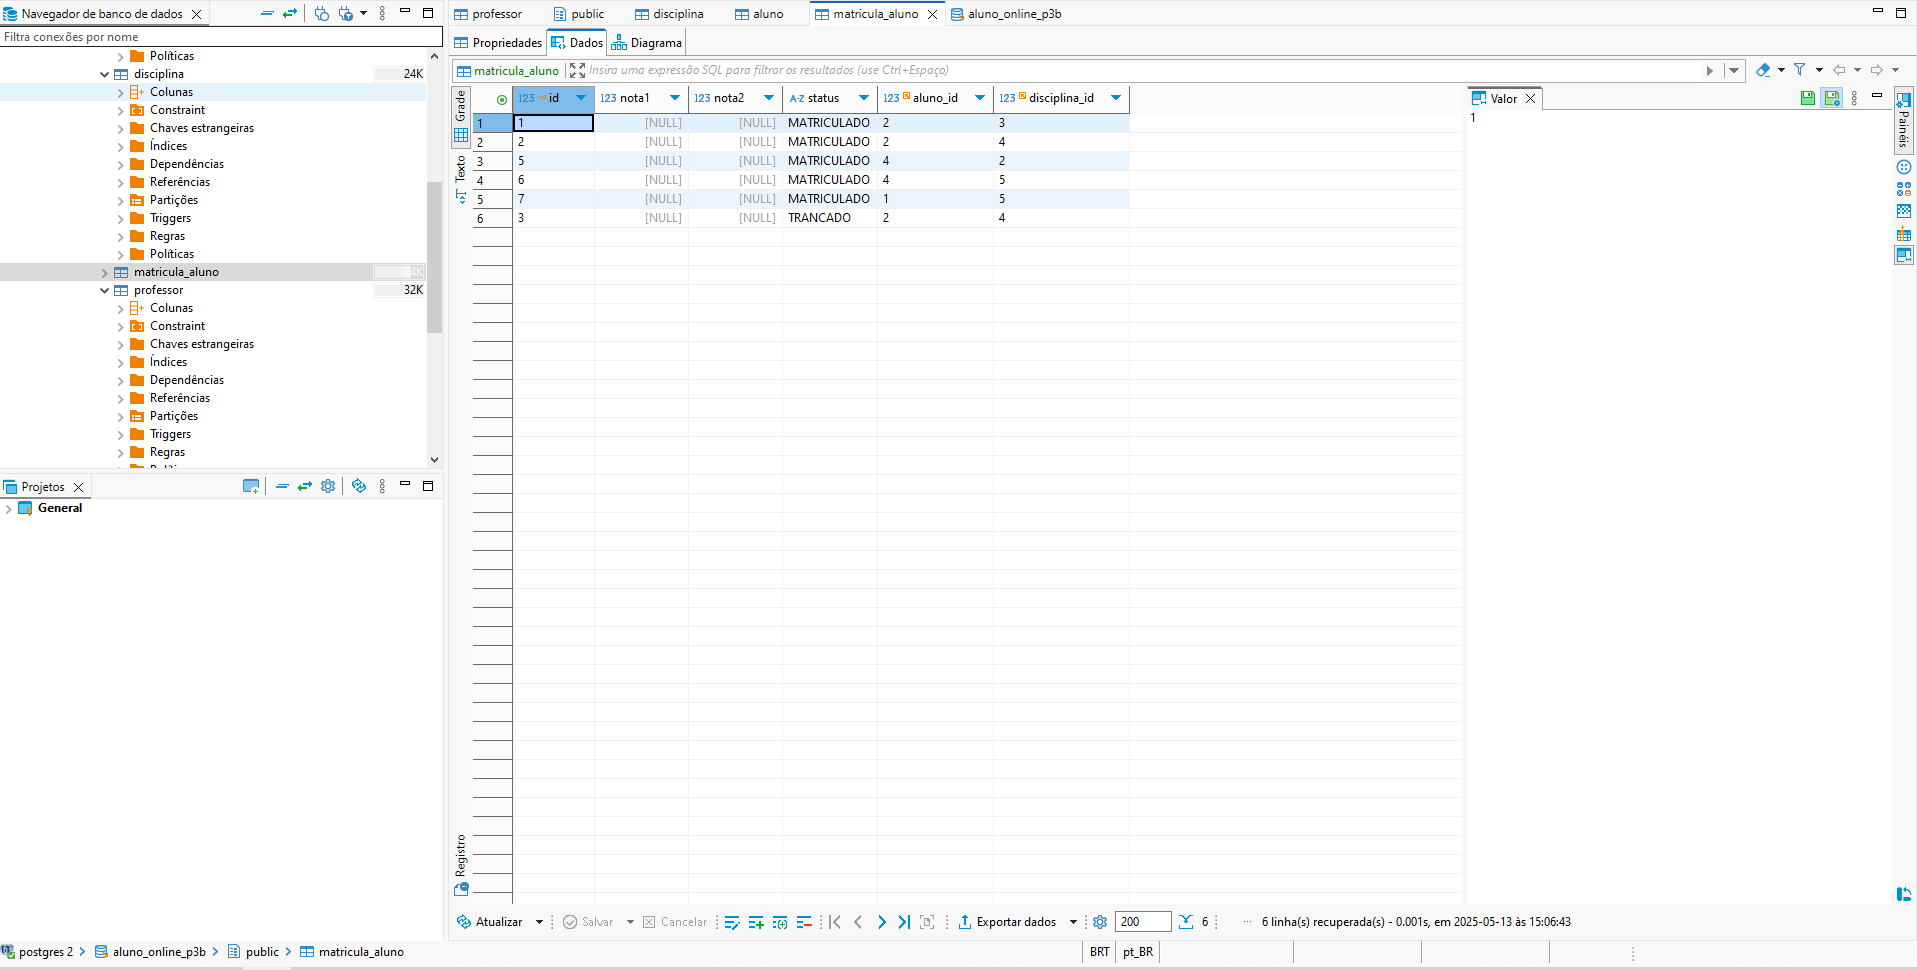 Navegador de banco de dados
Filtra conexões por nome
Políticas
disciplina 24K
Colunas
Constraint
Chaves estrangeiras
Índices
Dependências
Referências
Partições
Triggers
Regras
Políticas
matricula_aluno 24K
professor 32K
Colunas
Constraint
Chaves estrangeiras
Índices
Dependências
Referências
Partições
Triggers
Regras
Projetos
General
professor public disciplina aluno matricula_aluno aluno_online_p3b
Propriedades Dados Diagrama
matricula_aluno Insira uma expressão SQL para filtrar os resultados (use Ctrl+Espaço)
Grade
Texto
Registro
123 id 123 nota1 123 nota2 A-Z status 123 aluno_id 123 disciplina_id
1 1 [NULL] [NULL] MATRICULADO 2 3
2 2 [NULL] [NULL] MATRICULADO 2 4
3 5 [NULL] [NULL] MATRICULADO 4 2
4 6 [NULL] [NULL] MATRICULADO 4 5
5 7 [NULL] [NULL] MATRICULADO 1 5
6 3 [NULL] [NULL] TRANCADO 2 4
Valor
1
Painéis
Atualizar Salvar Cancelar Exportar dados 200 6 ... 6 linha(s) recuperada(s) - 0.001s, em 2025-05-13 às 15:06:43
postgres 2 aluno_online_p3b public matricula_aluno BRT pt_BR